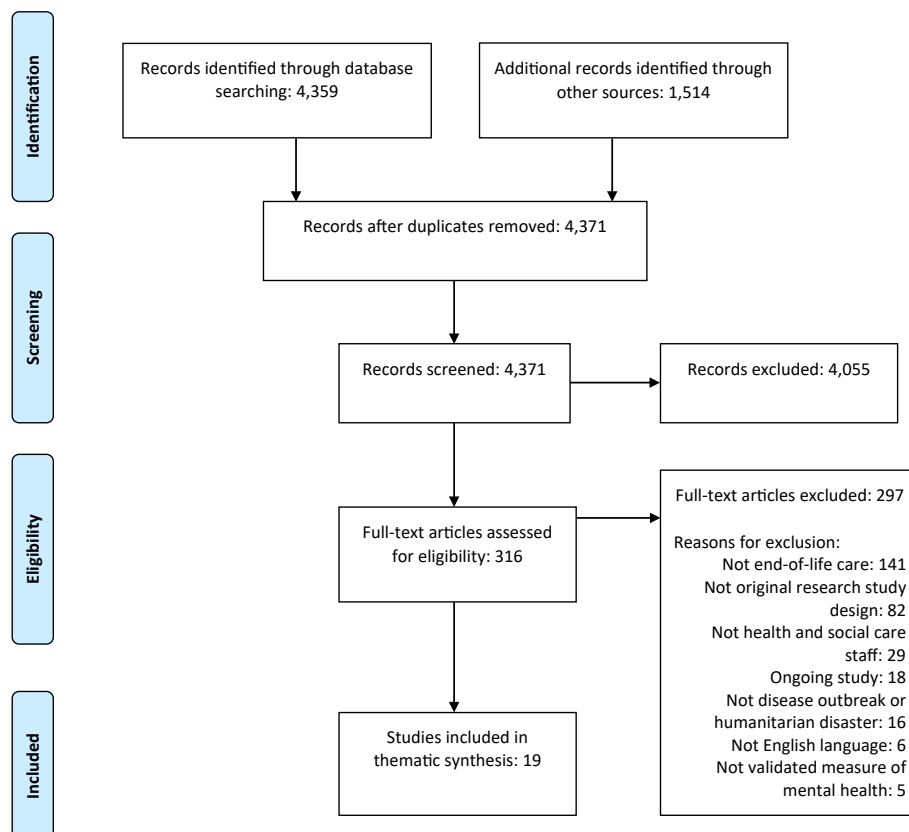 Identification
Records identified through database
searching: 4,359
Additional records identified through
other sources: 1,514
Records after duplicates removed: 4,371
Screening
Records screened: 4,371
Records excluded: 4,055
Eligibility
Full-text articles assessed
for eligibility: 316
Full-text articles excluded: 297
Reasons for exclusion:
Not end-of-life care: 141
Not original research study
design: 82
Not health and social care
staff: 29
Ongoing study: 18
Not disease outbreak or
humanitarian disaster: 16
Not English language: 6
Not validated measure of
mental health: 5
Included
Studies included in
thematic synthesis: 19